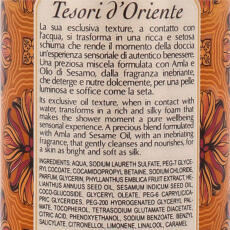 Tesori d'Oriente
La sua esclusiva texture, a contatto con
l'acqua, si trasforma in una ricca e setosa
schiuma che rende il momento della doccia
un'esperienza sensoriale di autentico benessere.
Una preziosa miscela formulata con Amla e
Olio di Sesamo, dalla fragranza inebriante,
che deterge e nutre dolcemente, per una pelle
luminosa e soffice come la seta.
Its exclusive oil texture, when in contact with
water, transforms in a rich and silky foam that
makes the shower moment a pure wellbeing
sensorial experience. A precious blend formulated
with Amla and Sesame Oil, with an inebriating
fragrance, that gently cleanses and nourishes, for
a skin as bright and soft as silk.
INGREDIENTS: AQUA, SODIUM LAURETH SULFATE, PEG-7 GLYC-
ERYL COCOATE, COCAMIDOPROPYL BETAINE, SODIUM CHLORIDE,
PARFUM, GLYCERIN, PHYLLANTHUS EMBLICA FRUIT EXTRACT, HE-
LIANTHUS ANNUUS SEED OIL, SESAMUM INDICUM SEED OIL,
COCO-GLUCOSIDE, GLYCERYL OLEATE, PEG-6 CAPRYLIC/CA-
PRIC GLYCERIDES, PEG-200 HYDROGENATED GLYCERYL PAL-
MATE, TOCOPHEROL, TETRASODIUM GLUTAMATE DIACETATE,
CITRIC ACID, PHENOXYETHANOL, SODIUM BENZOATE, BENZYL
SALICYLATE, CITRONELLOL, LIMONENE, LINALOOL, CARAMEL